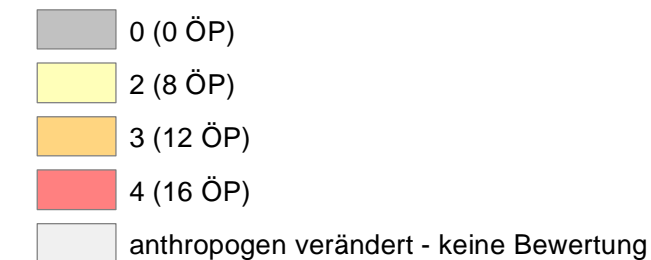 0 (0 ÖP)
2 (8 ÖP)
3 (12 ÖP)
4 (16 ÖP)
anthropogen verändert - keine Bewertung